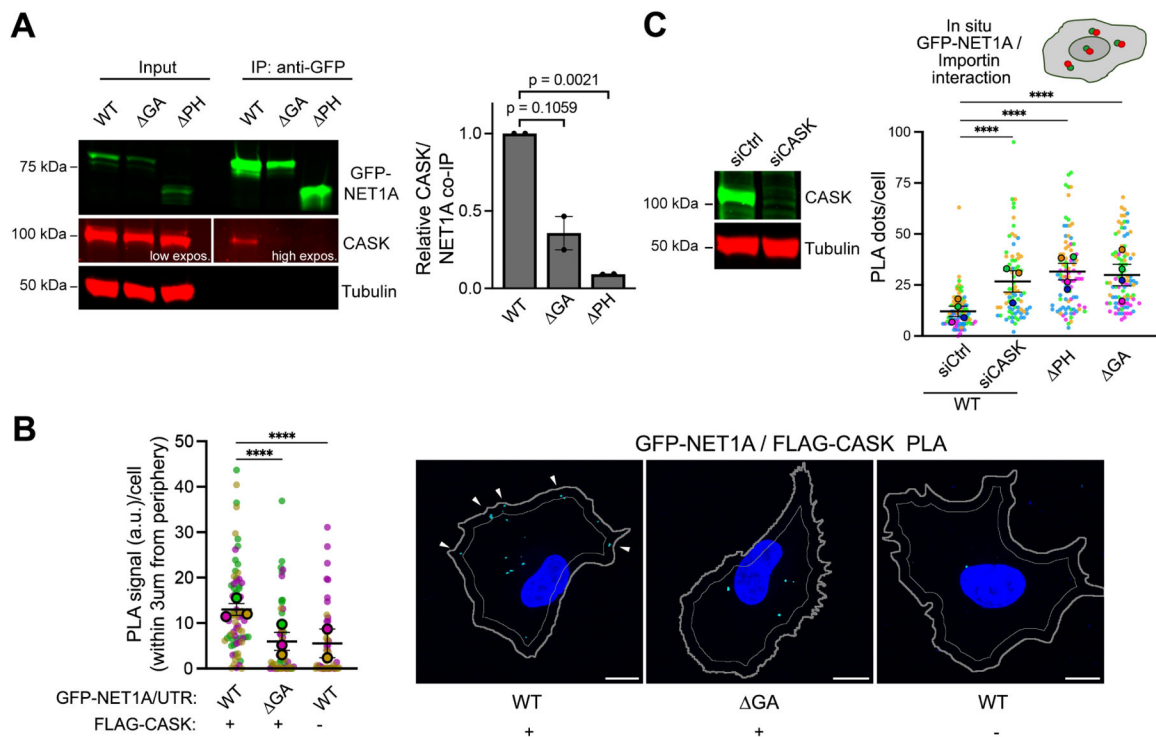 A
Input
IP: anti-GFP
WT
ΔGA
ΔPH
WT
ΔGA
ΔPH
75 kDa
GFP-
NET1A
100 kDa
CASK
low expos.
high expos.
50 kDa
Tubulin
p = 0.0021
p = 0.1059
Relative CASK/
NET1A co-IP
1.0
0.5
0.0
WT
ΔGA
ΔPH
C
In situ
GFP-NET1A /
Importin
interaction
siCtrl
siCASK
100 kDa
CASK
50 kDa
Tubulin
****
****
****
PLA dots/cell
100
75
50
25
0
siCtrl
siCASK
ΔPH
ΔGA
WT
B
****
****
PLA signal (a.u.)/cell
(within 3um from periphery)
50
40
30
20
10
0
GFP-NET1A/UTR:
WT
ΔGA
WT
FLAG-CASK:
+
+
-
GFP-NET1A / FLAG-CASK PLA
WT
ΔGA
WT
+
+
-